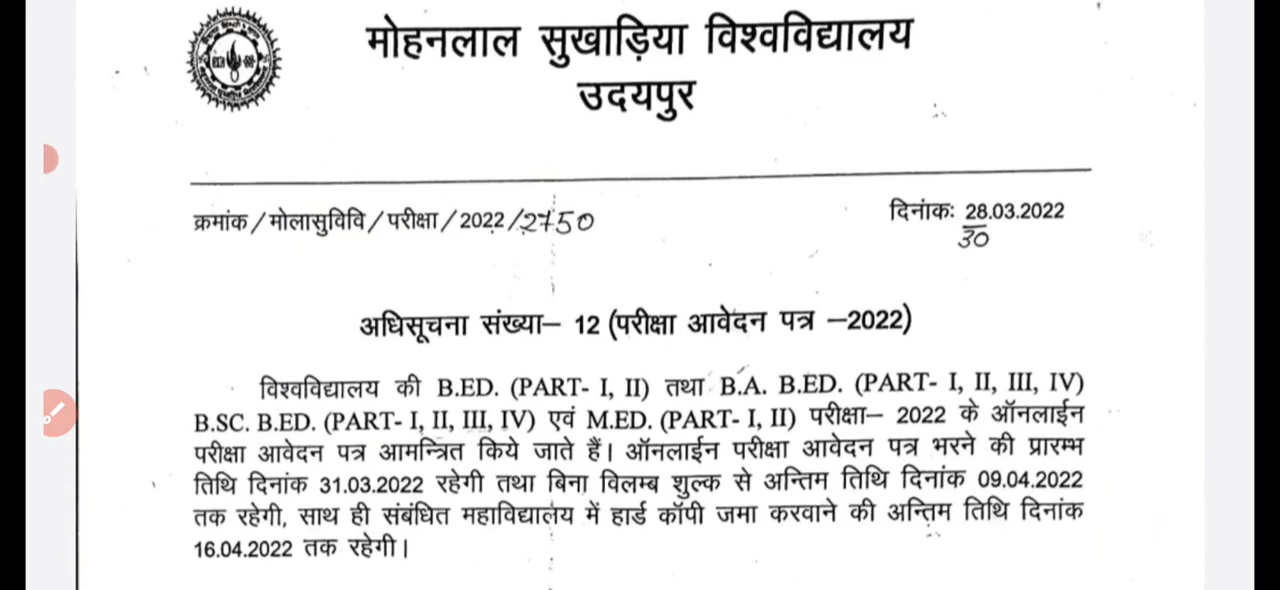 मोहनलाल सुखाड़िया विश्वविद्यालय
उदयपुर
क्रमांक/मोलासुविवि/परीक्षा/2022/2750
दिनांक: 28.03.2022
30
अधिसूचना संख्या– 12 (परीक्षा आवेदन पत्र –2022)
विश्वविद्यालय की B.ED. (PART- I, II) तथा B.A. B.ED. (PART- I, II, III, IV)
B.SC. B.ED. (PART- I, II, III, IV) एवं M.ED. (PART- I, II) परीक्षा– 2022 के ऑनलाईन
परीक्षा आवेदन पत्र आमन्त्रित किये जाते हैं। ऑनलाईन परीक्षा आवेदन पत्र भरने की प्रारम्भ
तिथि दिनांक 31.03.2022 रहेगी तथा बिना विलम्ब शुल्क से अन्तिम तिथि दिनांक 09.04.2022
तक रहेगी, साथ ही संबंधित महाविद्यालय में हार्ड कॉपी जमा करवाने की अन्तिम तिथि दिनांक
16.04.2022 तक रहेगी।